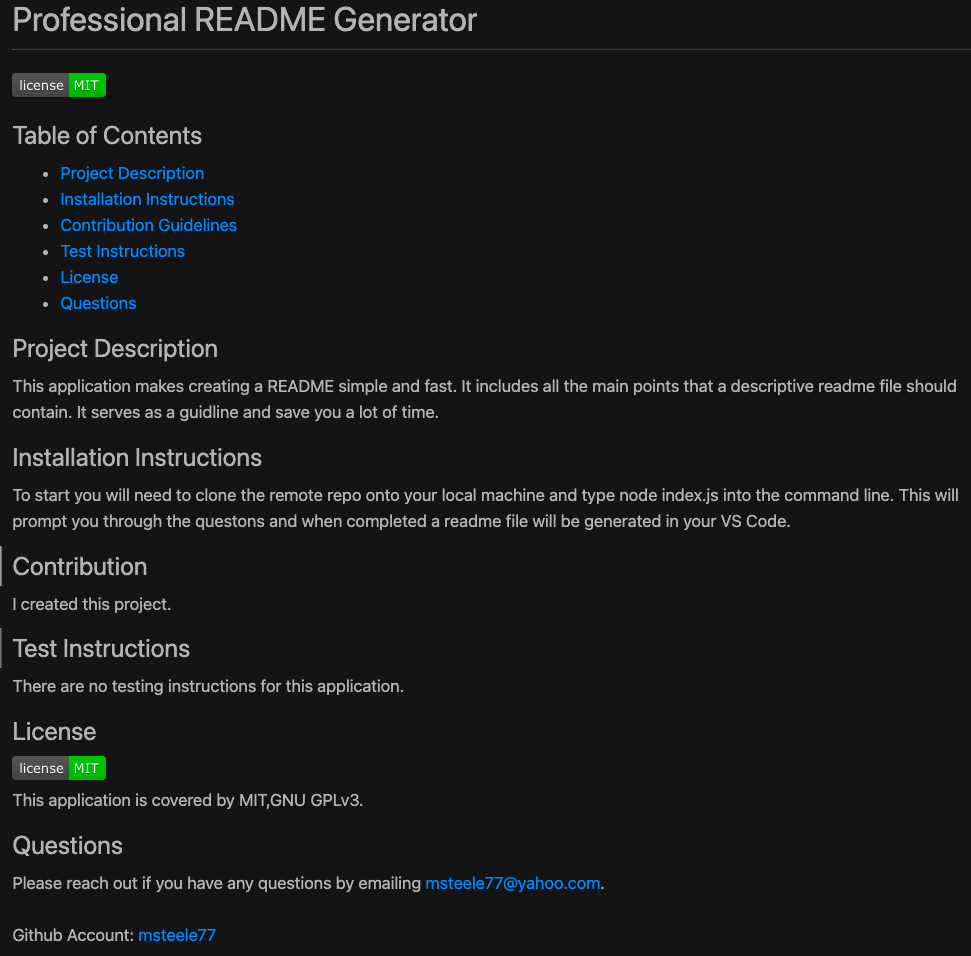 Professional README Generator
license MIT
Table of Contents
Project Description
Installation Instructions
Contribution Guidelines
Test Instructions
License
Questions
Project Description
This application makes creating a README simple and fast. It includes all the main points that a descriptive readme file should
contain. It serves as a guidline and save you a lot of time.
Installation Instructions
To start you will need to clone the remote repo onto your local machine and type node index.js into the command line. This will
prompt you through the questons and when completed a readme file will be generated in your VS Code.
Contribution
I created this project.
Test Instructions
There are no testing instructions for this application.
License
license MIT
This application is covered by MIT,GNU GPLv3.
Questions
Please reach out if you have any questions by emailing msteele77@yahoo.com.
Github Account: msteele77